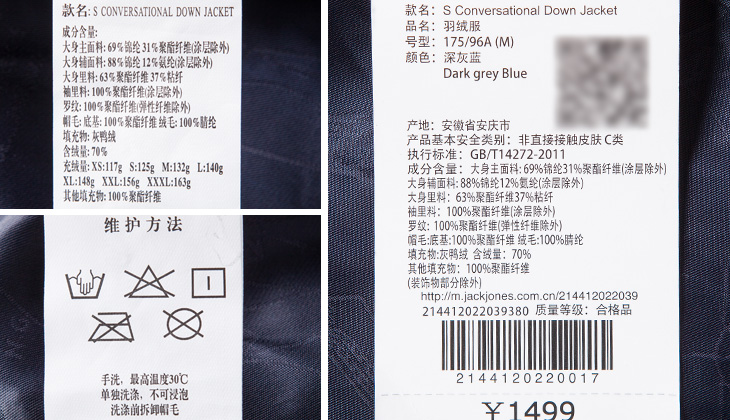 款名: S CONVERSATIONAL DOWN JACKET
成分含量:
大身主面料: 69%锦纶31%聚酯纤维(涂层除外)
大身辅面料: 88%锦纶12%氨纶(涂层除外)
大身里料: 63%聚酯纤维37%粘纤
袖里料: 100%聚酯纤维(涂层除外)
罗纹: 100%聚酯纤维(弹性纤维除外)
帽毛: 底基: 100%聚酯纤维 绒毛: 100%腈纶
填充物: 灰鸭绒
含绒量: 70%
充绒量: XS:117g S:125g M:132g L:140g
XL:148g XXL:156g XXXL:163g
其他填充物: 100%聚酯纤维
维护方法
手洗，最高温度30℃
单独洗涤，不可浸泡
洗涤前拆卸帽毛
款名: S Conversational Down Jacket
品名: 羽绒服
号型: 175/96A (M)
颜色: 深灰蓝
Dark grey Blue
产地: 安徽省安庆市
产品基本安全类别: 非直接接触皮肤 C类
执行标准: GB/T14272-2011
成分含量: 大身主面料: 69%锦纶31%聚酯纤维(涂层除外)
大身辅面料: 88%锦纶12%氨纶(涂层除外)
大身里料: 63%聚酯纤维37%粘纤
袖里料: 100%聚酯纤维(涂层除外)
罗纹: 100%聚酯纤维(弹性纤维除外)
帽毛:底基:100%聚酯纤维 绒毛:100%腈纶
填充物:灰鸭绒 含绒量: 70%
其他填充物: 100%聚酯纤维
(装饰物部分除外)
http://m.jackjones.com.cn/214412022039
214412022039380 质量等级: 合格品
2144120220017
￥1499